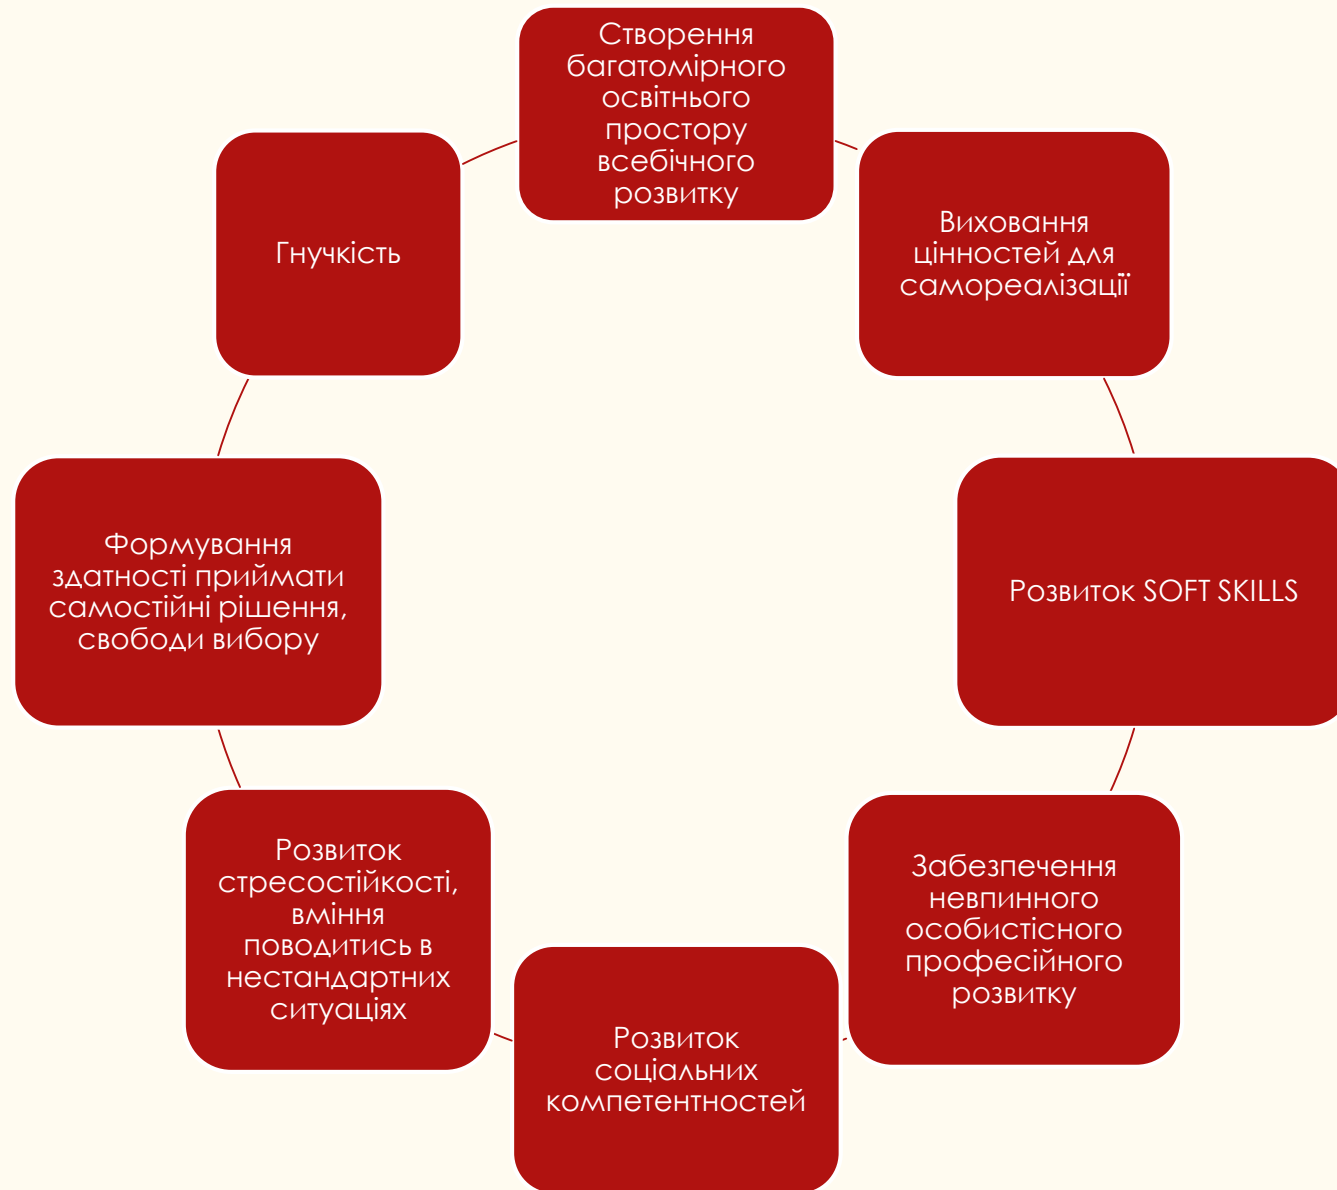 Створення
багатомірного
освітнього
простору
всебічного
розвитку
Виховання
цінностей для
самореалізації
Розвиток SOFT SKILLS
Забезпечення
невпинного
особистісного
професійного
розвитку
Розвиток
соціальних
компетентностей
Розвиток
стресостійкості,
вміння
поводитись в
нестандартних
ситуаціях
Формування
здатності приймати
самостійні рішення,
свободи вибору
Гнучкість